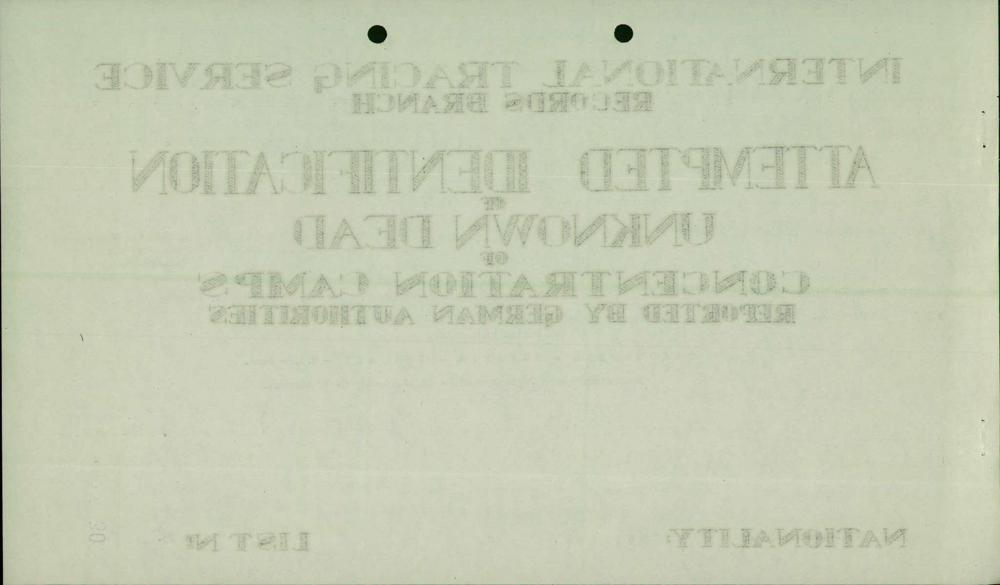 INTERNATIONAL TRACING SERVICE
RECORDS BRANCH
ATTEMPTED IDENTIFICATION
OF
UNKNOWN DEAD
OF
CONCENTRATION CAMPS
REPORTED BY GERMAN AUTHORITIES
NATIONALITY: LIST Nº
30